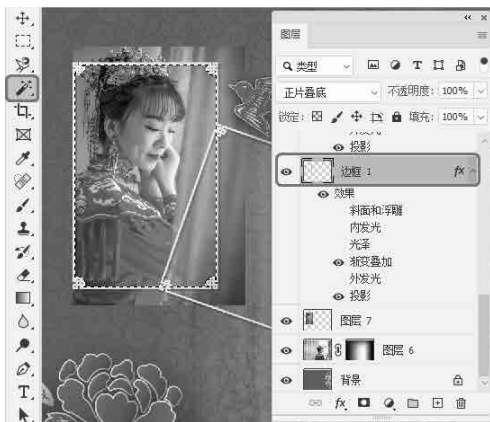 图层
类型
正片叠底 不透明度: 100%
锁定: 填充: 100%
投影
边框 1 fx
效果
斜面和浮雕
内发光
光泽
渐变叠加
外发光
投影
图层 7
图层 6
背景
fx
T
T